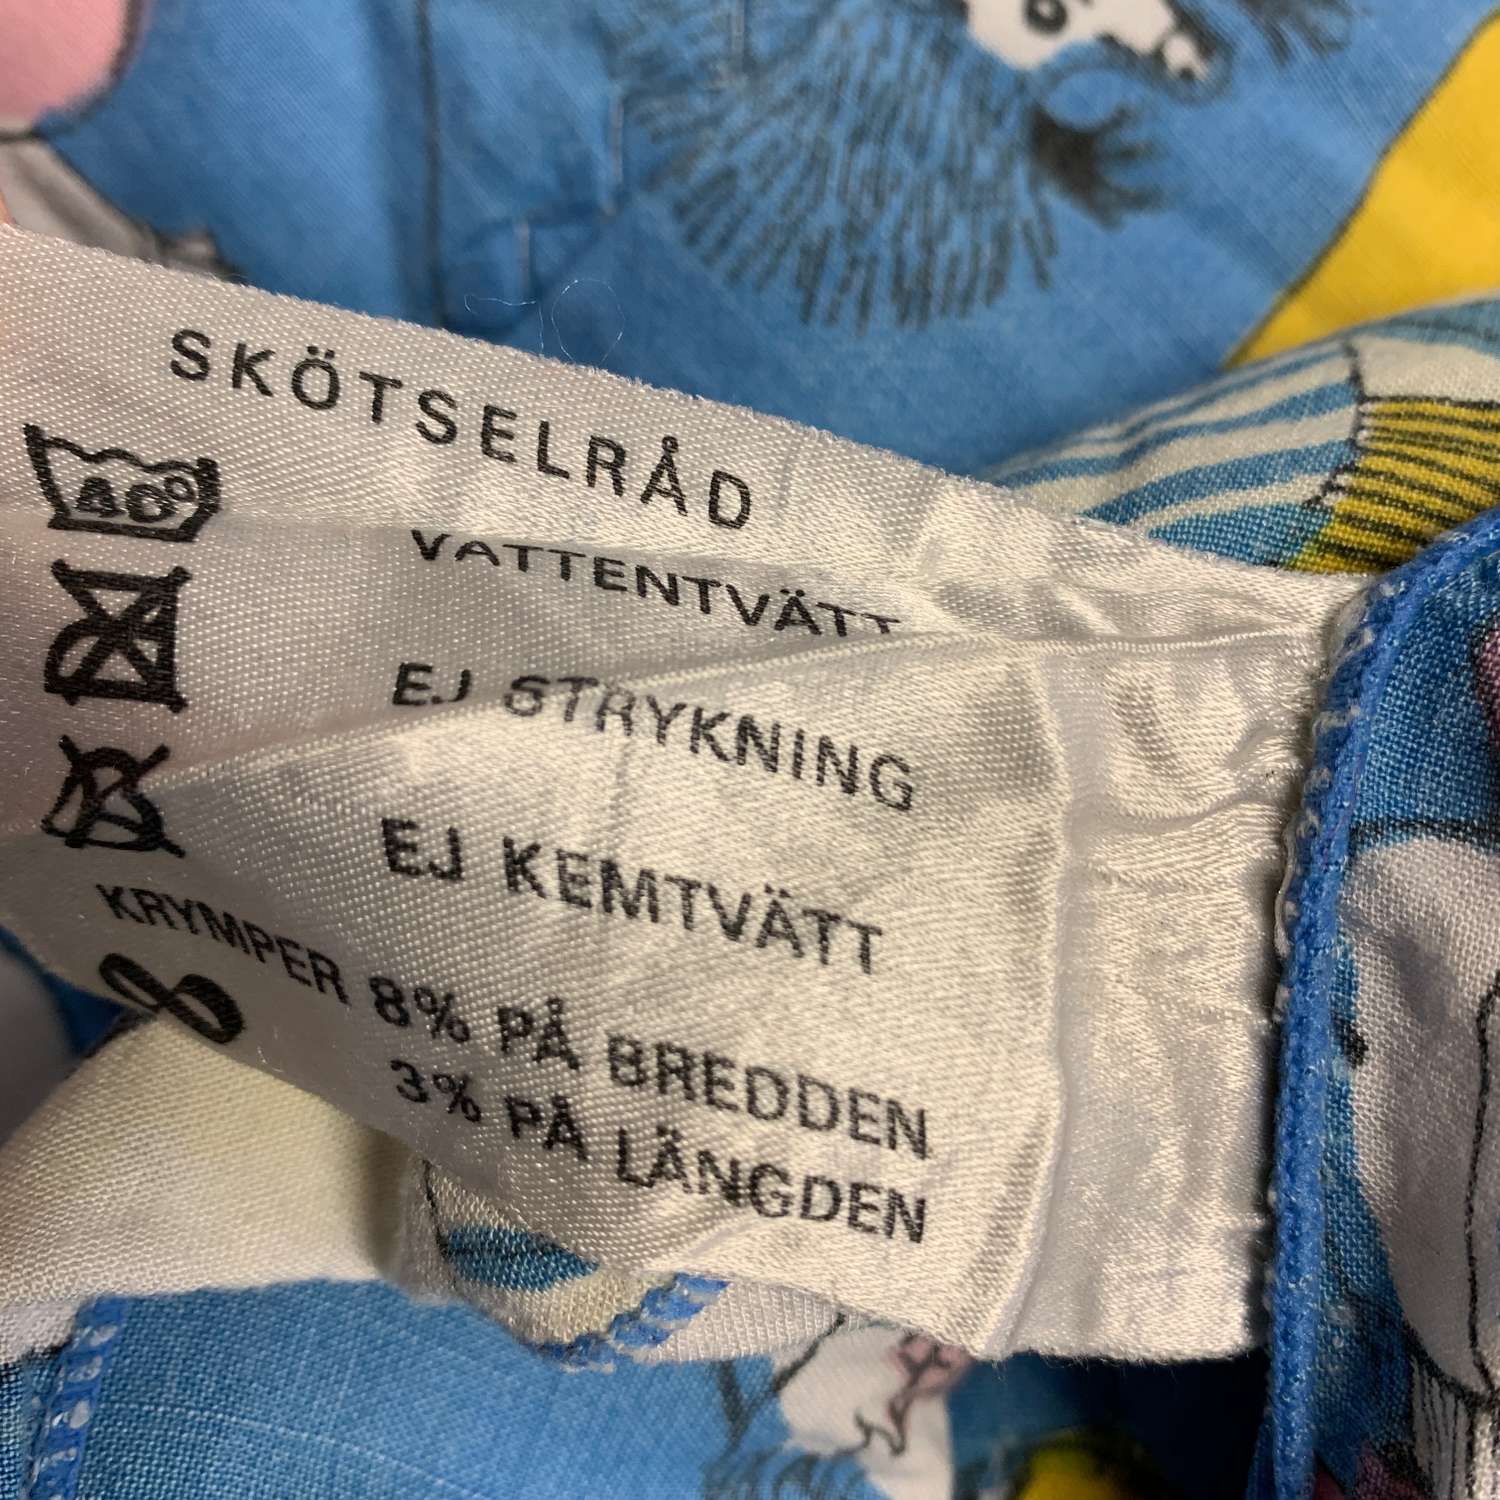 SKÖTSELRÅD
40°
VATTENTVÄTT
EJ STRYKNING
EJ KEMTVÄTT
KRYMPER 8% PÅ BREDDEN
3% PÅ LÄNGDEN